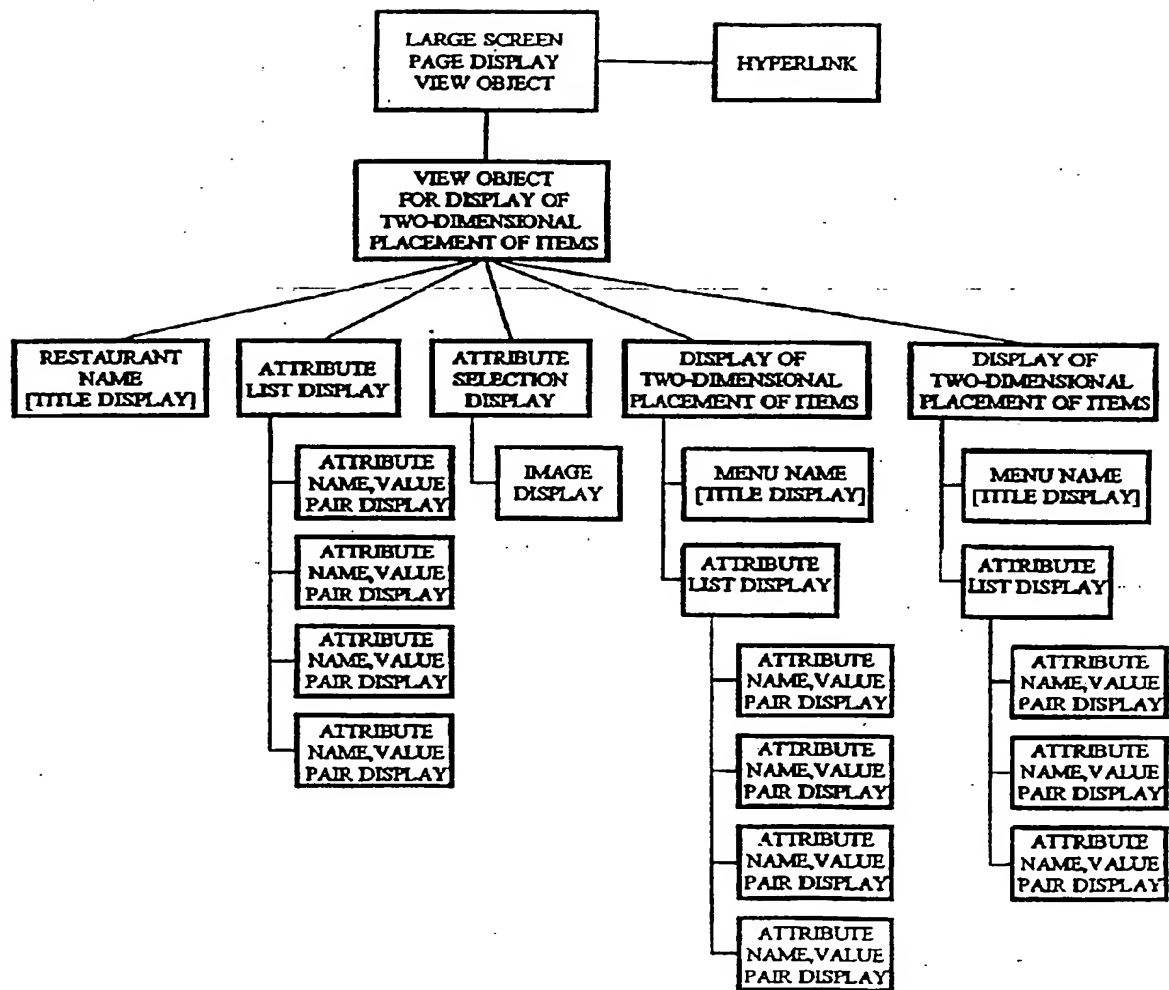 LARGE SCREEN
PAGE DISPLAY
VIEW OBJECT
HYPERLINK
VIEW OBJECT
FOR DISPLAY OF
TWO-DIMENSIONAL
PLACEMENT OF ITEMS
RESTAURANT
NAME
[TITLE DISPLAY]
ATTRIBUTE
LIST DISPLAY
ATTRIBUTE
NAME,VALUE
PAIR DISPLAY
ATTRIBUTE
NAME,VALUE
PAIR DISPLAY
ATTRIBUTE
NAME,VALUE
PAIR DISPLAY
ATTRIBUTE
NAME,VALUE
PAIR DISPLAY
ATTRIBUTE
SELECTION
DISPLAY
IMAGE
DISPLAY
DISPLAY OF
TWO-DIMENSIONAL
PLACEMENT OF ITEMS
MENU NAME
[TITLE DISPLAY]
ATTRIBUTE
LIST DISPLAY
ATTRIBUTE
NAME,VALUE
PAIR DISPLAY
ATTRIBUTE
NAME,VALUE
PAIR DISPLAY
ATTRIBUTE
NAME,VALUE
PAIR DISPLAY
ATTRIBUTE
NAME,VALUE
PAIR DISPLAY
DISPLAY OF
TWO-DIMENSIONAL
PLACEMENT OF ITEMS
MENU NAME
[TITLE DISPLAY]
ATTRIBUTE
LIST DISPLAY
ATTRIBUTE
NAME,VALUE
PAIR DISPLAY
ATTRIBUTE
NAME,VALUE
PAIR DISPLAY
ATTRIBUTE
NAME,VALUE
PAIR DISPLAY